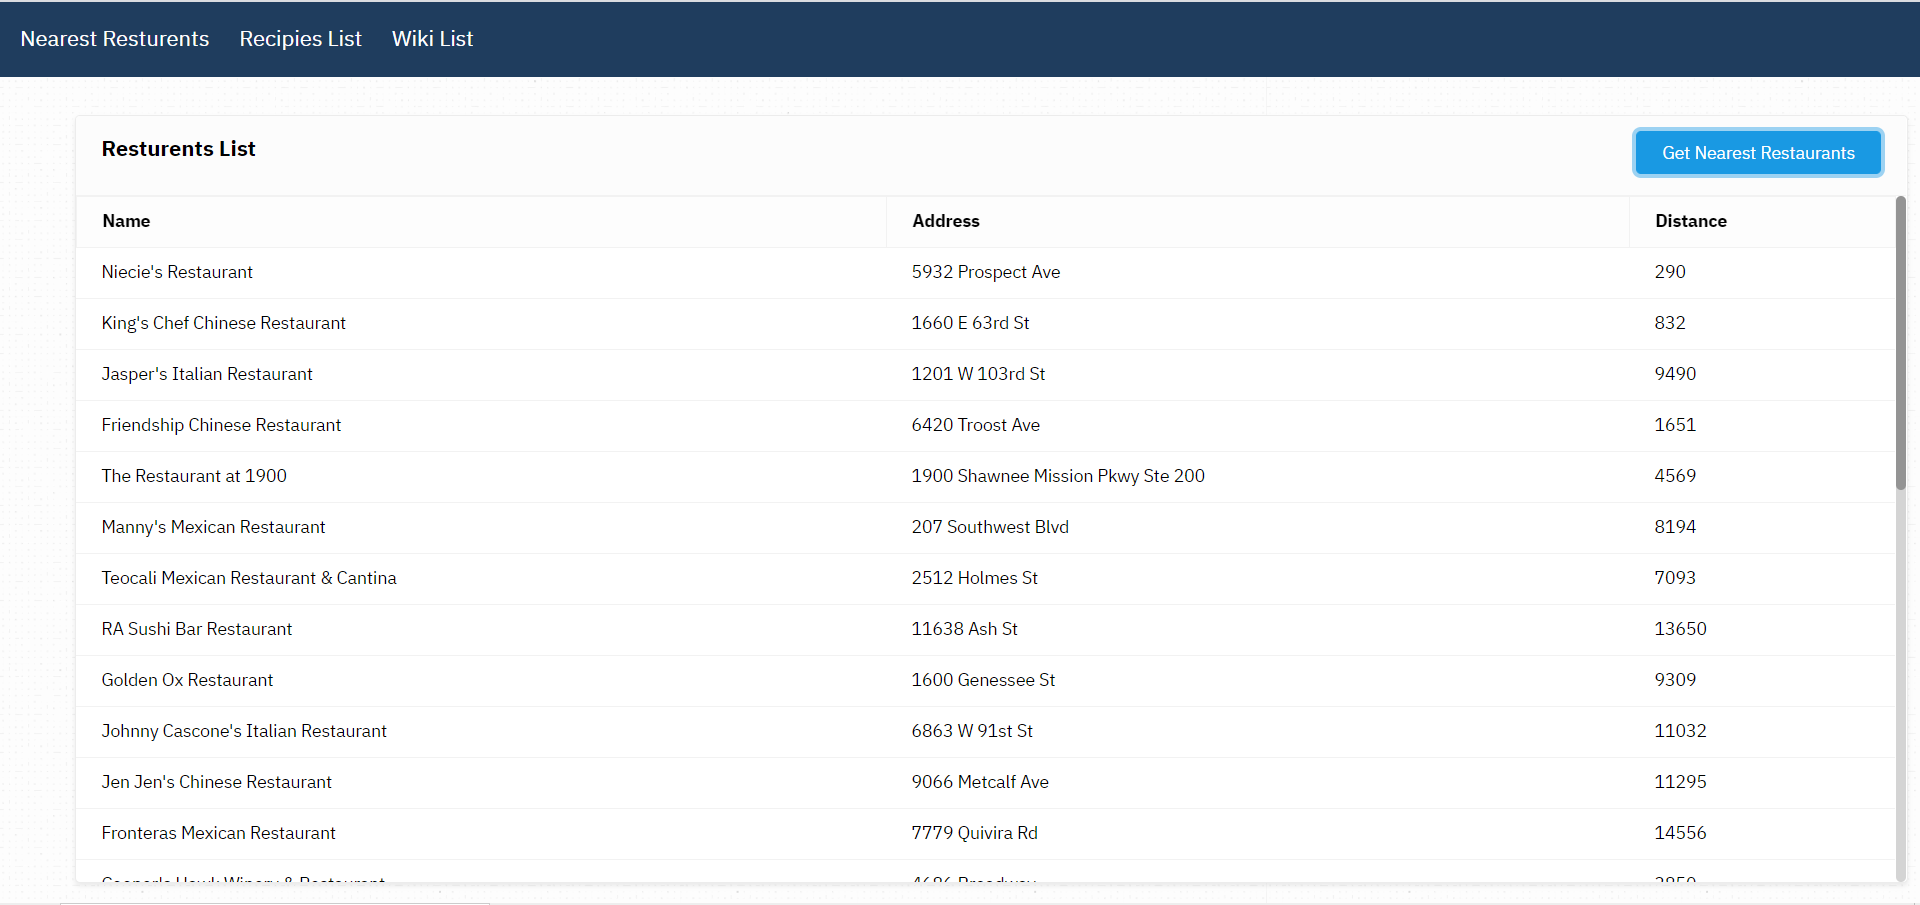 Nearest Resturents Recipies List Wiki List
Resturents List Get Nearest Restaurants
Name Address Distance
Niecie's Restaurant 5932 Prospect Ave 290
King's Chef Chinese Restaurant 1660 E 63rd St 832
Jasper's Italian Restaurant 1201 W 103rd St 9490
Friendship Chinese Restaurant 6420 Troost Ave 1651
The Restaurant at 1900 1900 Shawnee Mission Pkwy Ste 200 4569
Manny's Mexican Restaurant 207 Southwest Blvd 8194
Teocali Mexican Restaurant & Cantina 2512 Holmes St 7093
RA Sushi Bar Restaurant 11638 Ash St 13650
Golden Ox Restaurant 1600 Genessee St 9309
Johnny Cascone's Italian Restaurant 6863 W 91st St 11032
Jen Jen's Chinese Restaurant 9066 Metcalf Ave 11295
Fronteras Mexican Restaurant 7779 Quivira Rd 14556
Cooper's Hawk Winery & Restaurant Broadway